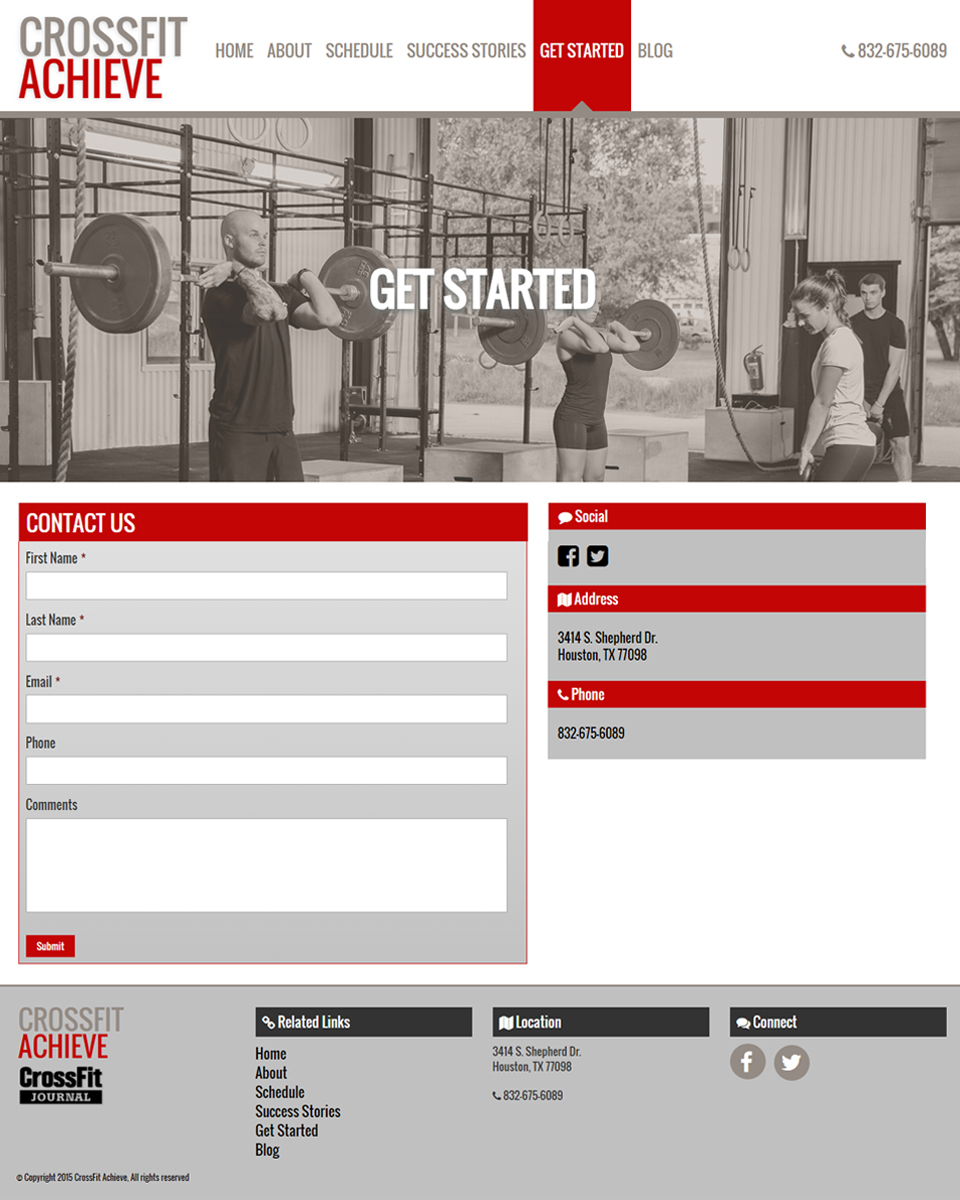 CROSSFIT
ACHIEVE
HOME ABOUT SCHEDULE SUCCESS STORIES GET STARTED BLOG 832-675-6089
GET STARTED
CONTACT US
First Name *
Last Name *
Email *
Phone
Comments
Submit
Social
Address
3414 S. Shepherd Dr.
Houston, TX 77098
Phone
832-675-6089
CROSSFIT
ACHIEVE
CrossFit
JOURNAL
Related Links
Home
About
Schedule
Success Stories
Get Started
Blog
Location
3414 S. Shepherd Dr.
Houston, TX 77098
832-675-6089
Connect
© Copyright 2015 CrossFit Achieve, All rights reserved